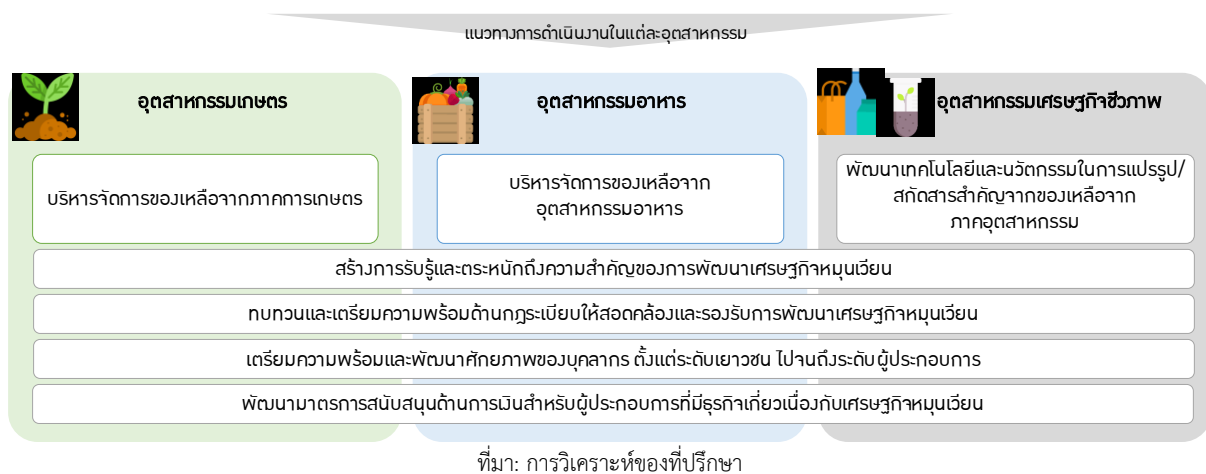 แนวทางการดำเนินงานในแต่ละอุตสาหกรรม
อุตสาหกรรมเกษตร
อุตสาหกรรมอาหาร
อุตสาหกรรมเศรษฐกิจชีวภาพ
บริหารจัดการของเหลือจากภาคการเกษตร
บริหารจัดการของเหลือจาก
อุตสาหกรรมอาหาร
พัฒนาเทคโนโลยีและนวัตกรรมในการแปรรูป/
สกัดสารสำคัญจากของเหลือจาก
ภาคอุตสาหกรรม
สร้างการรับรู้และตระหนักถึงความสำคัญของการพัฒนาเศรษฐกิจหมุนเวียน
ทบทวนและเตรียมความพร้อมด้านกฎระเบียบให้สอดคล้องและรองรับการพัฒนาเศรษฐกิจหมุนเวียน
เตรียมความพร้อมและพัฒนาศักยภาพของบุคลากร ตั้งแต่ระดับเยาวชน ไปจนถึงระดับผู้ประกอบการ
พัฒนามาตรการสนับสนุนด้านการเงินสำหรับผู้ประกอบการที่มีธุรกิจเกี่ยวเนื่องกับเศรษฐกิจหมุนเวียน
ที่มา: การวิเคราะห์ของที่ปรึกษา